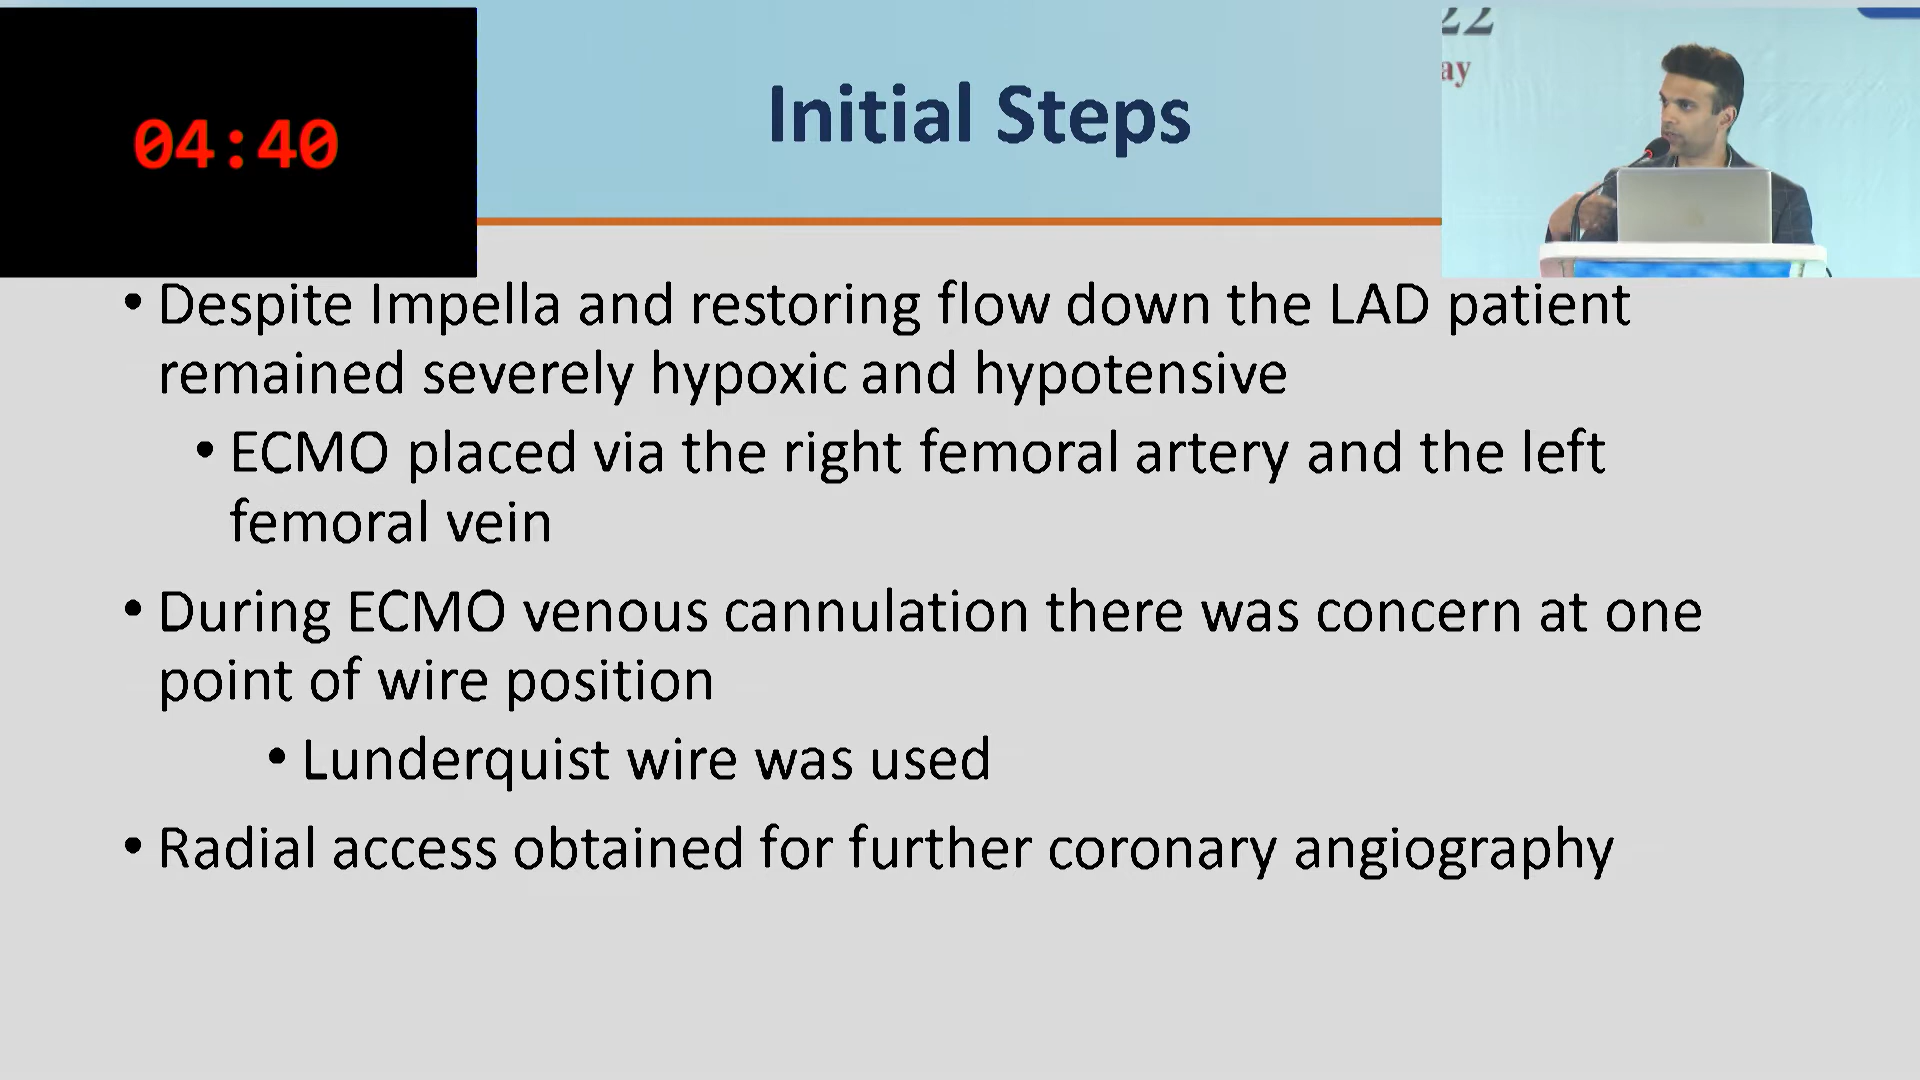 04:40
Initial Steps
22
ay
• Despite Impella and restoring flow down the LAD patient
remained severely hypoxic and hypotensive
• ECMO placed via the right femoral artery and the left
femoral vein
• During ECMO venous cannulation there was concern at one
point of wire position
• Lunderquist wire was used
• Radial access obtained for further coronary angiography